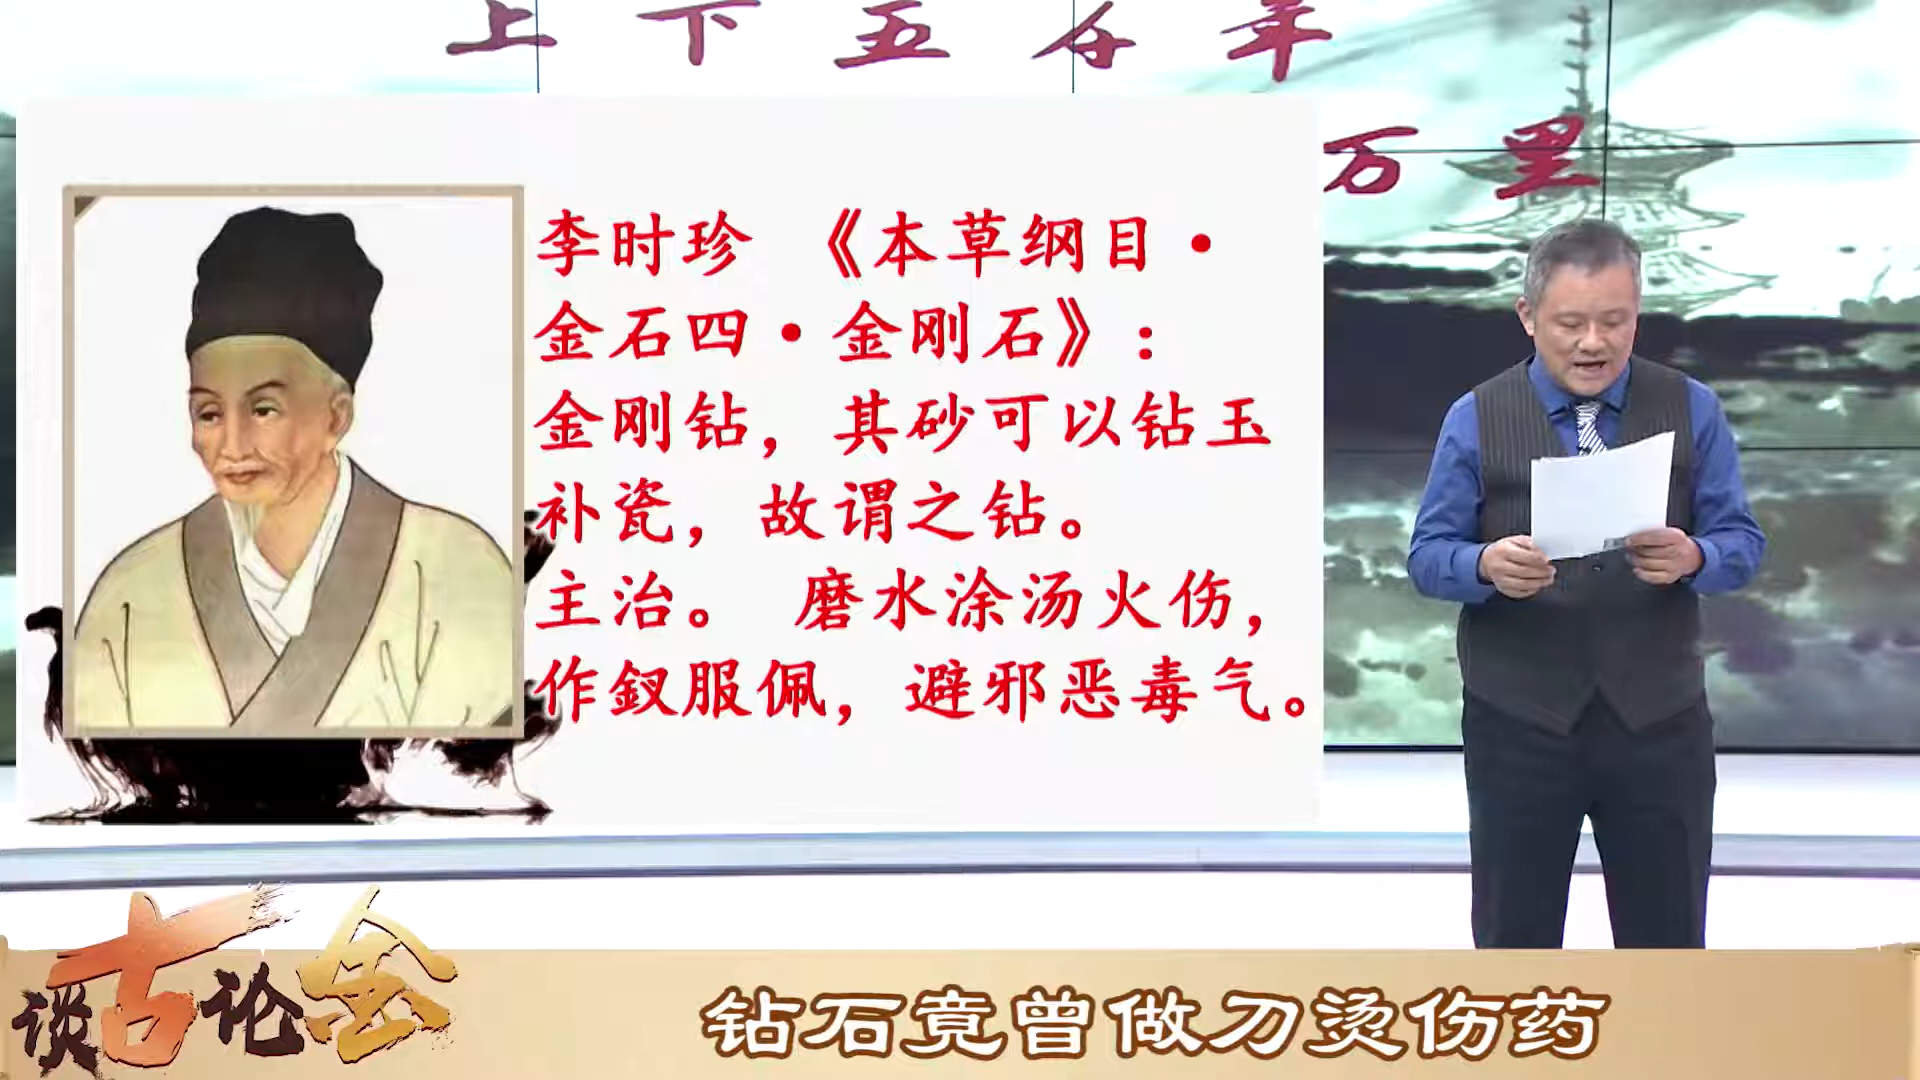 上下五千年
万里
李时珍 《本草纲目·
金石四·金刚石》：
金刚钻，其砂可以钻玉
补瓷，故谓之钻。
主治。 磨水涂汤火伤，
作釵服佩，避邪恶毒气。
谈古论金
钻石竟曾做刀烫伤药